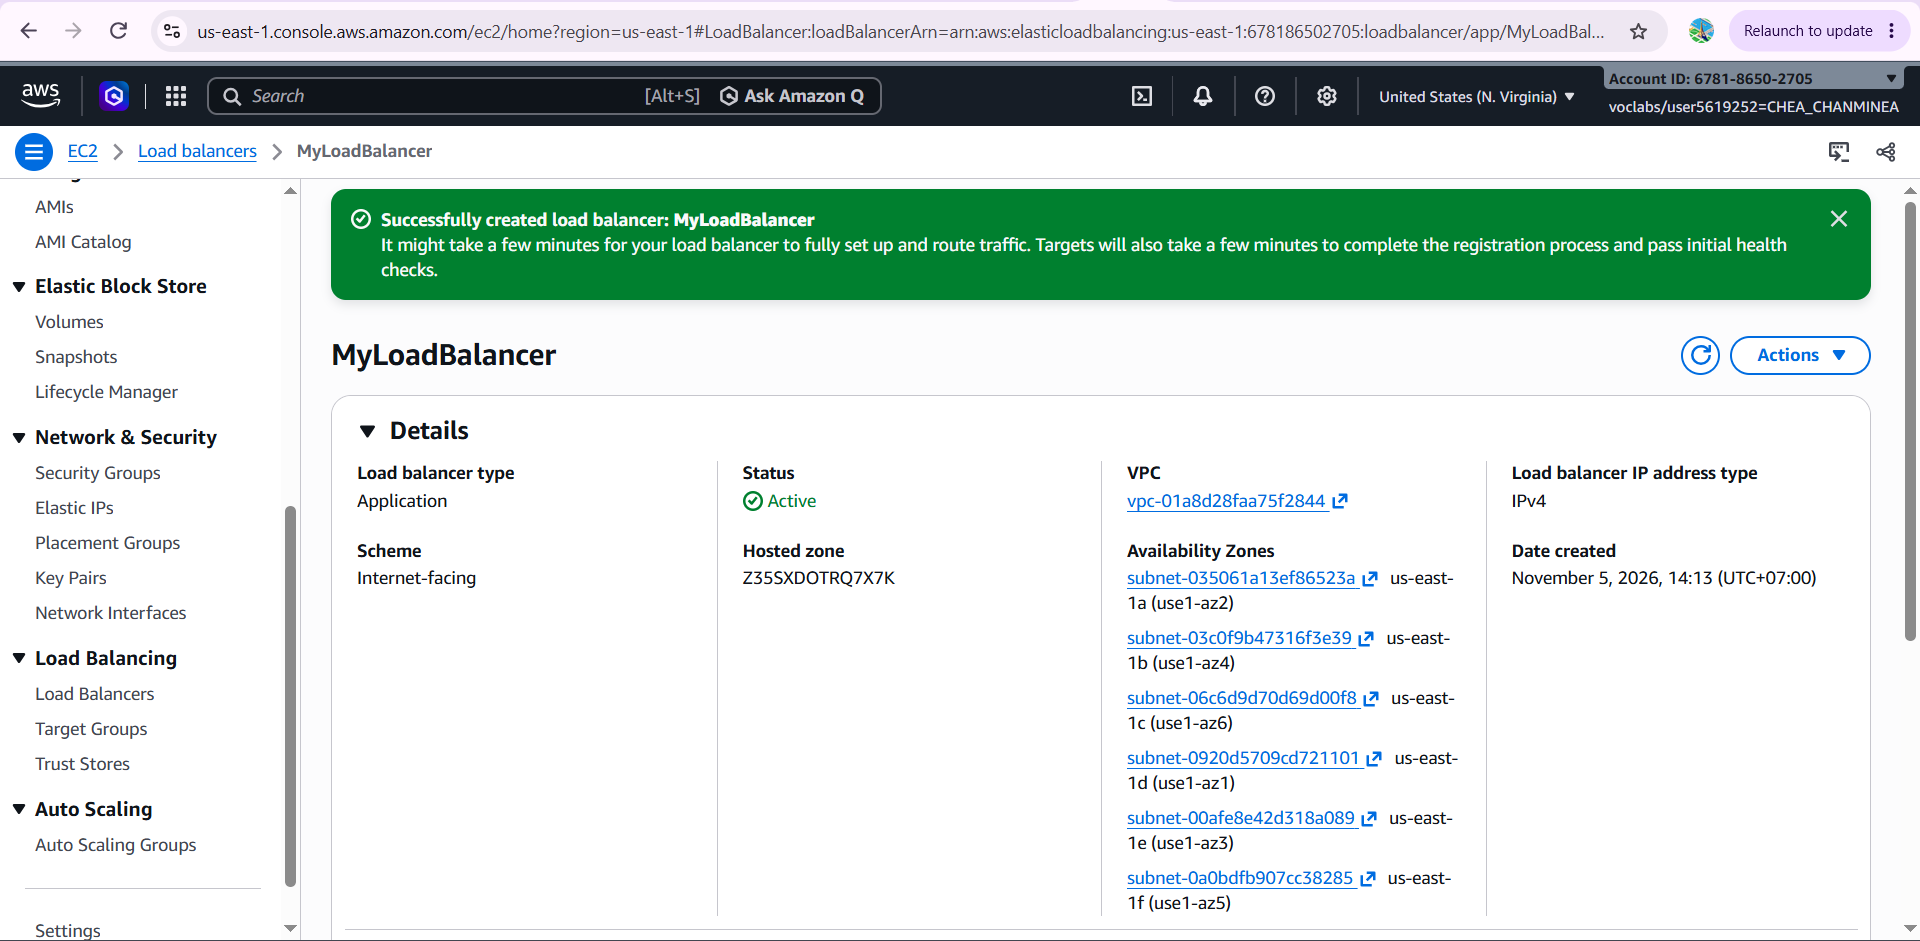 us-east-1.console.aws.amazon.com/ec2/home?region=us-east-1#LoadBalancer:loadBalancerArn=arn:aws:elasticloadbalancing:us-east-1:678186502705:loadbalancer/app/MyLoadBal...
Relaunch to update
aws
Search
[Alt+S]
Ask Amazon Q
United States (N. Virginia)
Account ID: 6781-8650-2705
voclabs/user5619252=CHEA_CHANMINEA
EC2
Load balancers
MyLoadBalancer
AMIs
AMI Catalog
Elastic Block Store
Volumes
Snapshots
Lifecycle Manager
Network & Security
Security Groups
Elastic IPs
Placement Groups
Key Pairs
Network Interfaces
Load Balancing
Load Balancers
Target Groups
Trust Stores
Auto Scaling
Auto Scaling Groups
Settings
Successfully created load balancer: MyLoadBalancer
It might take a few minutes for your load balancer to fully set up and route traffic. Targets will also take a few minutes to complete the registration process and pass initial health
checks.
MyLoadBalancer
Actions
Details
Load balancer type
Application
Scheme
Internet-facing
Status
Active
Hosted zone
Z35SXDOTRQ7X7K
VPC
vpc-01a8d28faa75f2844
Availability Zones
subnet-035061a13ef86523a us-east-
1a (use1-az2)
subnet-03c0f9b47316f3e39 us-east-
1b (use1-az4)
subnet-06c6d9d70d69d00f8 us-east-
1c (use1-az6)
subnet-0920d5709cd721101 us-east-
1d (use1-az1)
subnet-00afe8e42d318a089 us-east-
1e (use1-az3)
subnet-0a0bdfb907cc38285 us-east-
1f (use1-az5)
Load balancer IP address type
IPv4
Date created
November 5, 2026, 14:13 (UTC+07:00)